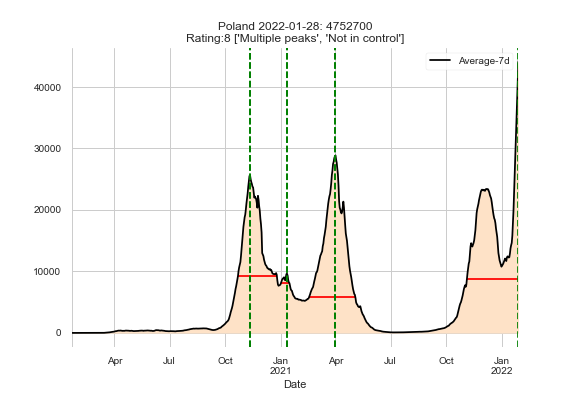 Poland 2022-01-28: 4752700
Rating:8 ['Multiple peaks', 'Not in control']
Average-7d
40000
30000
20000
10000
0
Apr
Jul
Oct
Jan
2021
Apr
Jul
Oct
Jan
2022
Date